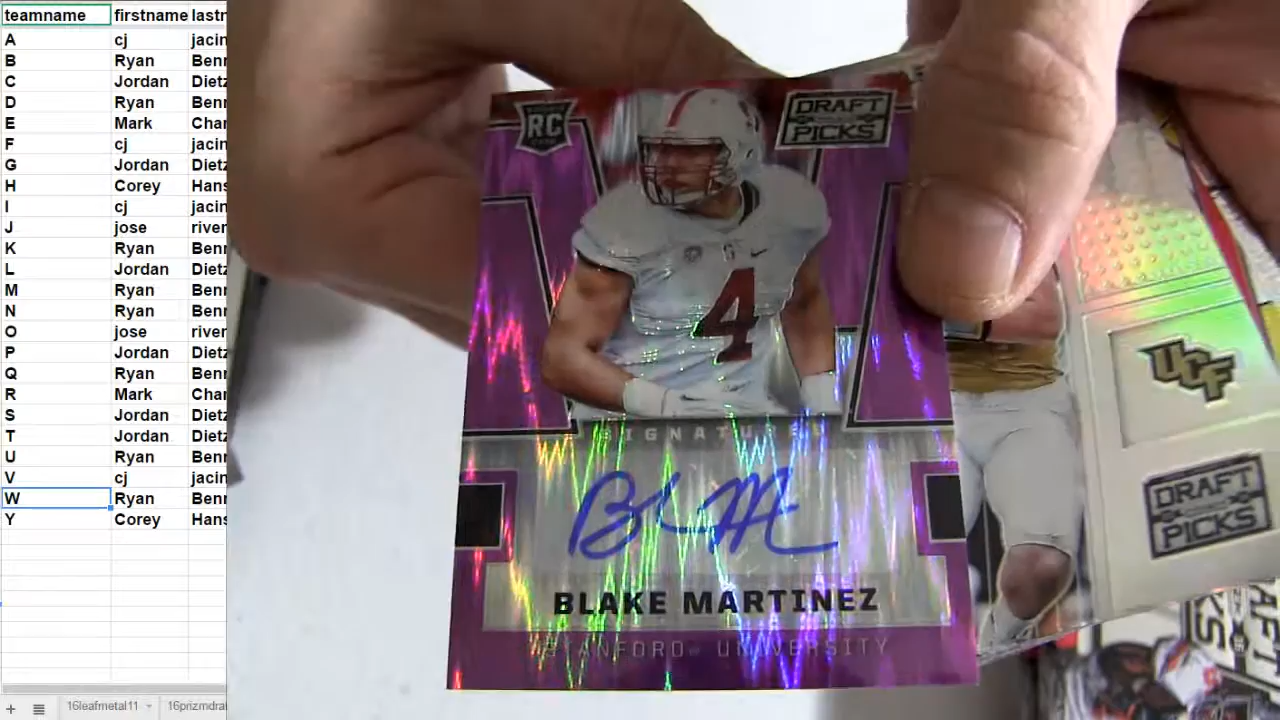 teamname firstname lastn
A cj jacin
B Ryan Benn
C Jordan Dietz
D Ryan Benn
E Mark Char
F cj jacin
G Jordan Dietz
H Corey Hans
I cj jacin
J jose river
K Ryan Benn
L Jordan Dietz
M Ryan Benn
N Ryan Benn
O jose river
P Jordan Dietz
Q Ryan Benn
R Mark Char
S Jordan Dietz
T Jordan Dietz
U Ryan Benn
V cj jacin
W Ryan Benn
Y Corey Hans
16leafmetal11 16prizmdra
RC
DRAFT
PICKS
4
SIGNATURES
BLAKE MARTINEZ
STANFORD UNIVERSITY
UCF
DRAFT
PICKS